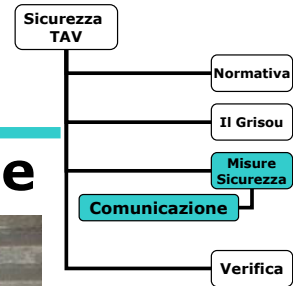 Sicurezza
TAV
Normativa
Il Grisou
e
Misure
Sicurezza
Comunicazione
Verifica